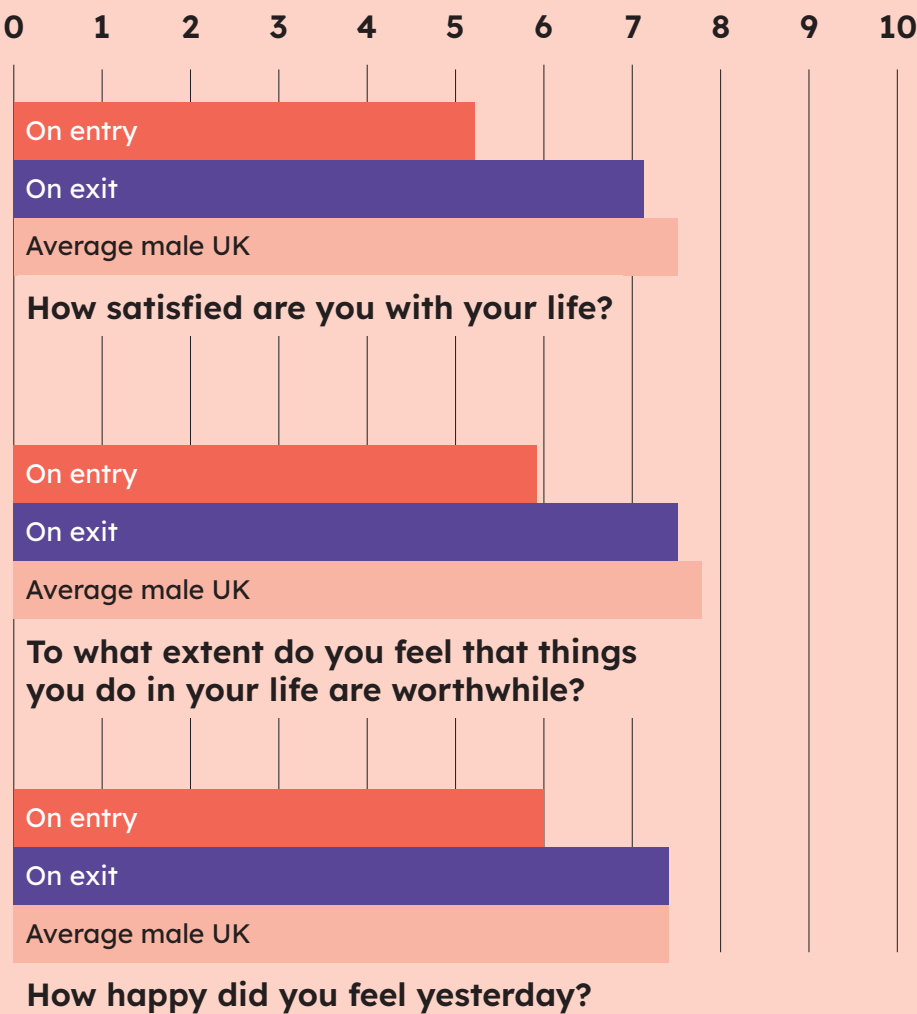 0 1 2 3 4 5 6 7 8 9 10
On entry
On exit
Average male UK
How satisfied are you with your life?
On entry
On exit
Average male UK
To what extent do you feel that things
you do in your life are worthwhile?
On entry
On exit
Average male UK
How happy did you feel yesterday?